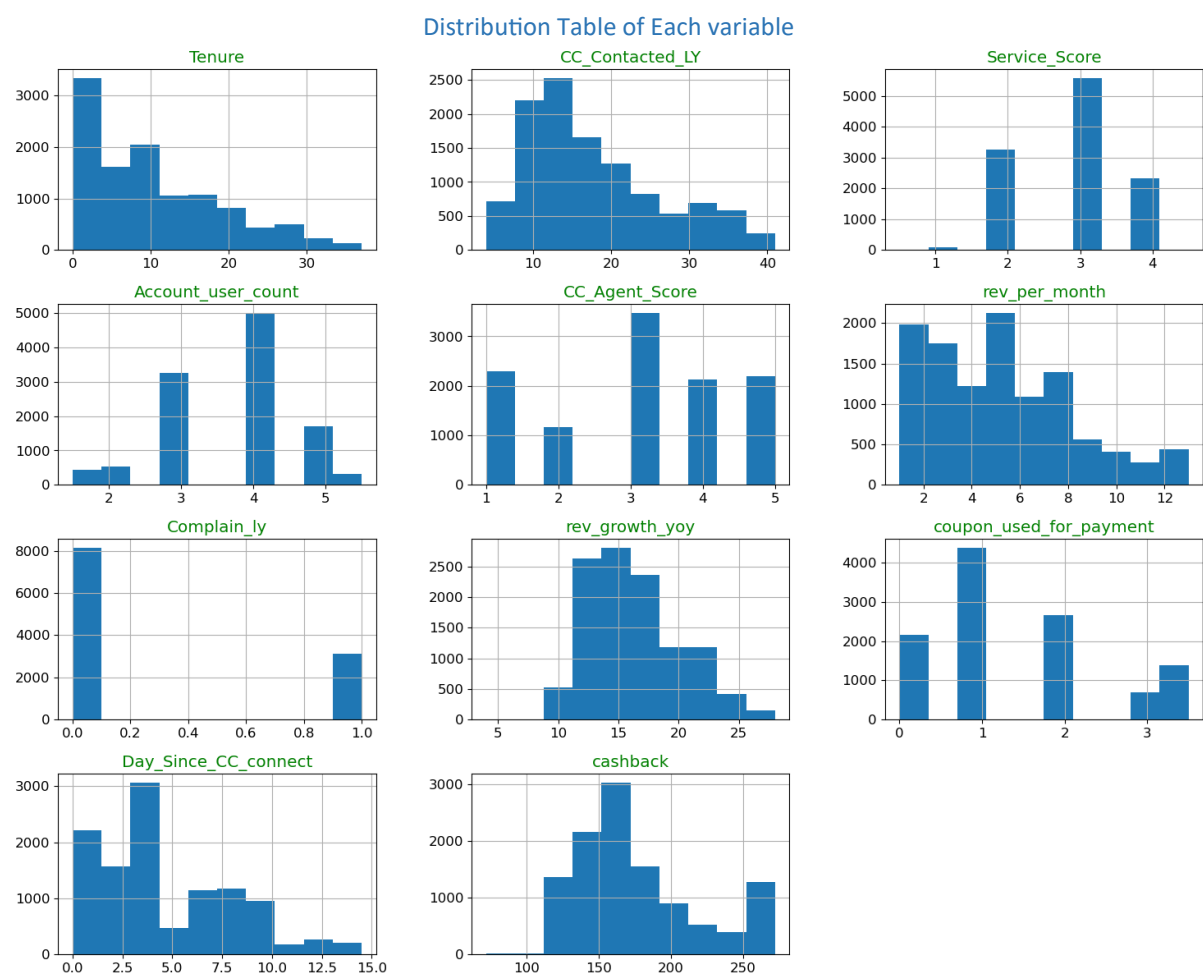 Distribution Table of Each variable
Tenure
3000
2000
1000
0
0 10 20 30
CC_Contacted_LY
2500
2000
1500
1000
500
0
10 20 30 40
Service_Score
5000
4000
3000
2000
1000
0
1 2 3 4
Account_user_count
5000
4000
3000
2000
1000
0
2 3 4 5
CC_Agent_Score
3000
2000
1000
0
1 2 3 4 5
rev_per_month
2000
1500
1000
500
0
2 4 6 8 10 12
Complain_ly
8000
6000
4000
2000
0
0.0 0.2 0.4 0.6 0.8 1.0
rev_growth_yoy
2500
2000
1500
1000
500
0
5 10 15 20 25
coupon_used_for_payment
4000
3000
2000
1000
0
0 1 2 3
Day_Since_CC_connect
3000
2000
1000
0
0.0 2.5 5.0 7.5 10.0 12.5 15.0
cashback
3000
2000
1000
0
100 150 200 250